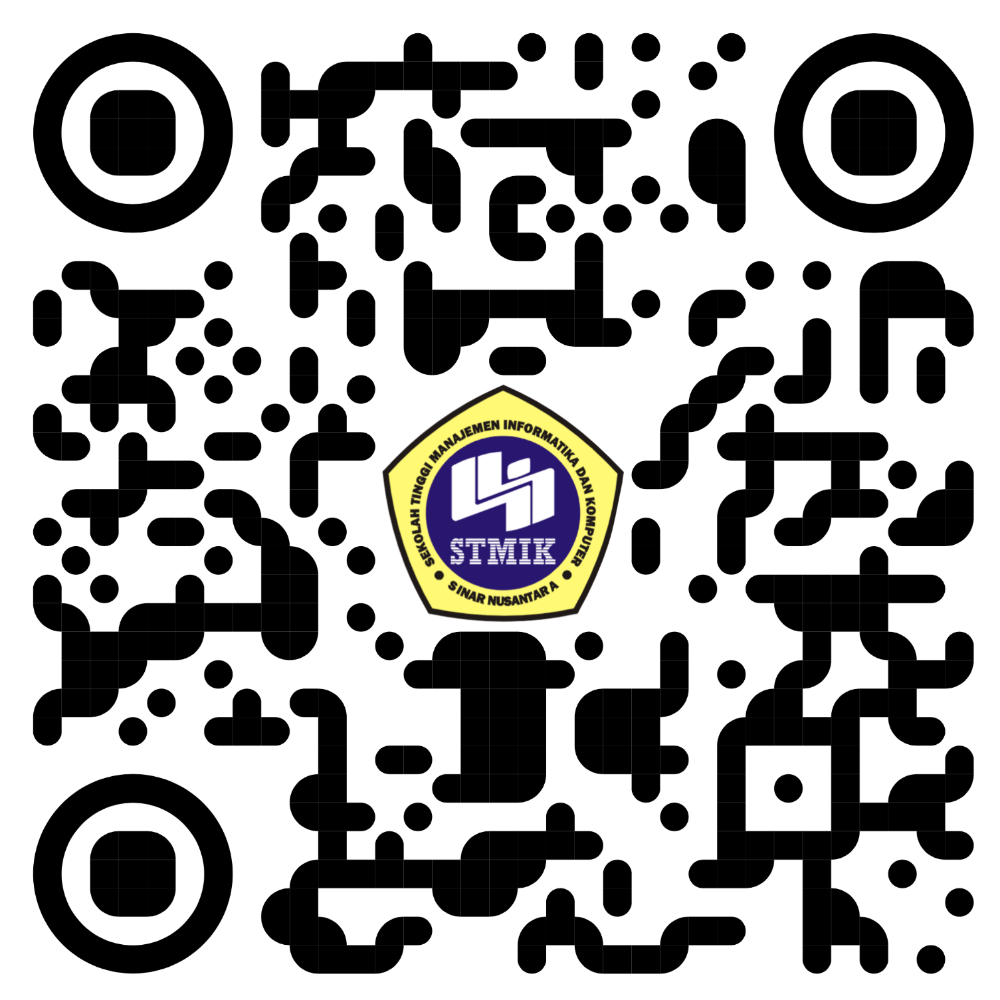 SEKOLAH TINGGI MANAJEMEN INFORMATIKA DAN KOMPUTER
STMIK
SINAR NUSANTARA